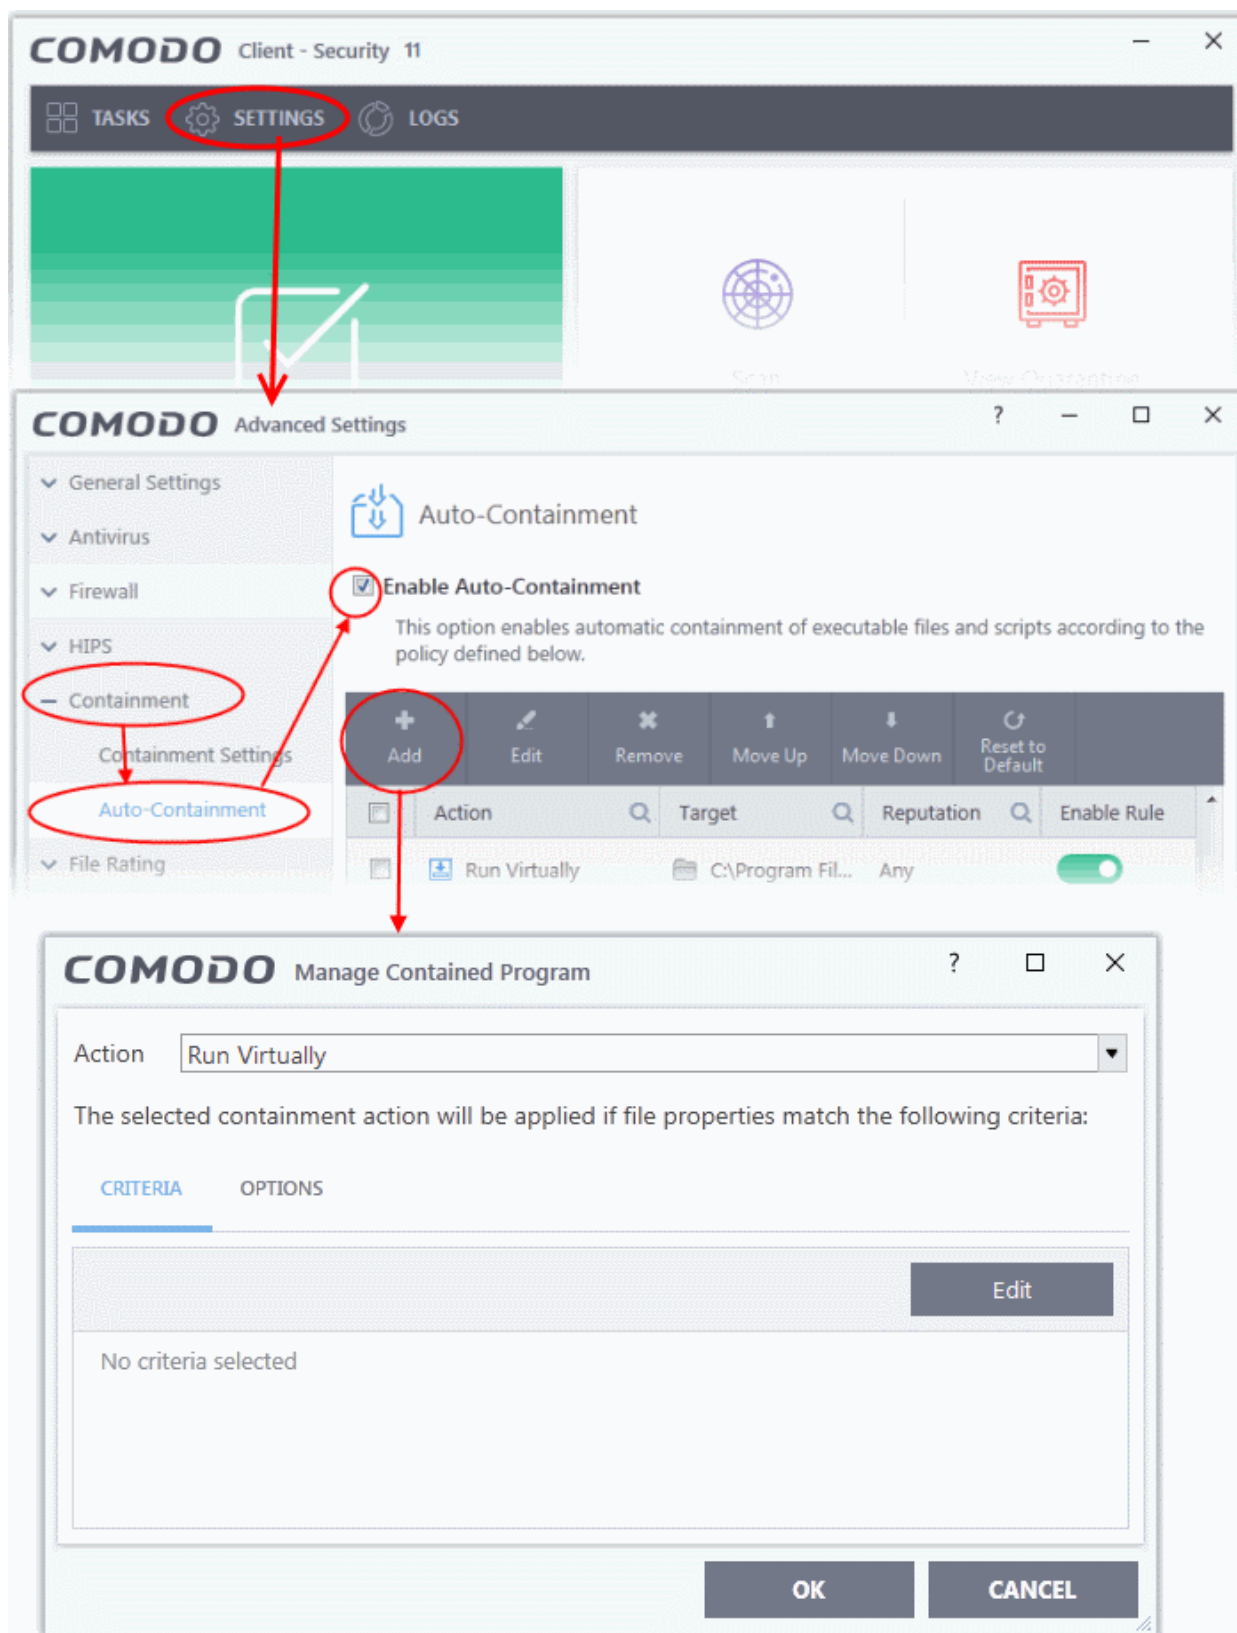 COMODO Client - Security 11
TASKS SETTINGS LOGS
Scan View Quarantine
COMODO Advanced Settings ?
General Settings
Antivirus
Firewall
HIPS
Containment
Containment Settings
Auto-Containment
File Rating
Auto-Containment
Enable Auto-Containment
This option enables automatic containment of executable files and scripts according to the
policy defined below.
Add Edit Remove Move Up Move Down Reset to
Default
Action Target Reputation Enable Rule
Run Virtually C:\Program Fil... Any
COMODO Manage Contained Program ?
Action Run Virtually
The selected containment action will be applied if file properties match the following criteria:
CRITERIA OPTIONS
Edit
No criteria selected
OK CANCEL